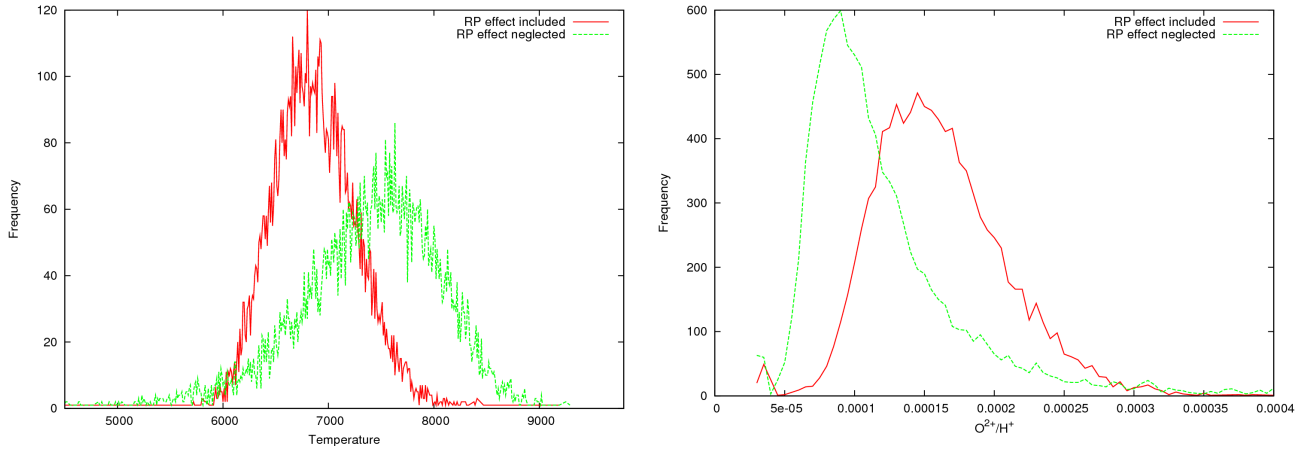 RP effect included
RP effect neglected
120
100
80
60
40
20
0
Frequency
5000 6000 7000 8000 9000
Temperature
RP effect included
RP effect neglected
600
500
400
300
200
100
0
Frequency
0 5e-05 0.0001 0.00015 0.0002 0.00025 0.0003 0.00035 0.0004
O²⁺/H⁺